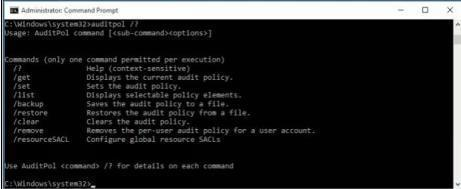 Administrator: Command Prompt
C:\Windows\system32>auditpol /?
Usage: AuditPol command [<sub-command><options>]
Commands (only one command permitted per execution)
/? Help (context-sensitive)
/get Displays the current audit policy.
/set Sets the audit policy.
/list Displays selectable policy elements.
/backup Saves the audit policy to a file.
/restore Restores the audit policy from a file.
/clear Clears the audit policy.
/remove Removes the per-user audit policy for a user account.
/resourceSACL Configure global resource SACLs
Use AuditPol <command> /? for details on each command
C:\Windows\system32>_